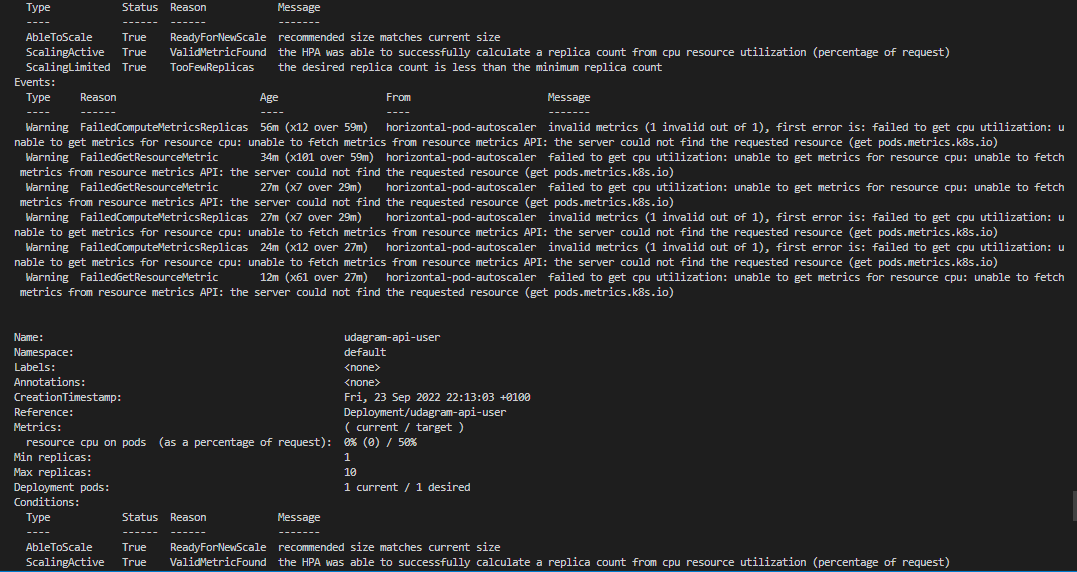 Type            Status  Reason              Message
----            ------  ------              -------
AbleToScale     True    ReadyForNewScale  recommended size matches current size
ScalingActive   True    ValidMetricFound  the HPA was able to successfully calculate a replica count from cpu resource utilization (percentage of request)
ScalingLimited  True    TooFewReplicas    the desired replica count is less than the minimum replica count
Events:
Type     Reason                        Age                  From                       Message
----     ------                        ----                 ----                       -------
Warning  FailedComputeMetricsReplicas  56m (x12 over 59m)   horizontal-pod-autoscaler  invalid metrics (1 invalid out of 1), first error is: failed to get cpu utilization: u
nable to get metrics for resource cpu: unable to fetch metrics from resource metrics API: the server could not find the requested resource (get pods.metrics.k8s.io)
Warning  FailedGetResourceMetric       34m (x101 over 59m)  horizontal-pod-autoscaler  failed to get cpu utilization: unable to get metrics for resource cpu: unable to fetch
metrics from resource metrics API: the server could not find the requested resource (get pods.metrics.k8s.io)
Warning  FailedGetResourceMetric       27m (x7 over 29m)    horizontal-pod-autoscaler  failed to get cpu utilization: unable to get metrics for resource cpu: unable to fetch
metrics from resource metrics API: the server could not find the requested resource (get pods.metrics.k8s.io)
Warning  FailedComputeMetricsReplicas  27m (x7 over 29m)    horizontal-pod-autoscaler  invalid metrics (1 invalid out of 1), first error is: failed to get cpu utilization: u
nable to get metrics for resource cpu: unable to fetch metrics from resource metrics API: the server could not find the requested resource (get pods.metrics.k8s.io)
Warning  FailedComputeMetricsReplicas  24m (x12 over 27m)   horizontal-pod-autoscaler  invalid metrics (1 invalid out of 1), first error is: failed to get cpu utilization: u
nable to get metrics for resource cpu: unable to fetch metrics from resource metrics API: the server could not find the requested resource (get pods.metrics.k8s.io)
Warning  FailedGetResourceMetric       12m (x61 over 27m)   horizontal-pod-autoscaler  failed to get cpu utilization: unable to get metrics for resource cpu: unable to fetch
metrics from resource metrics API: the server could not find the requested resource (get pods.metrics.k8s.io)
Name:                                                  udagram-api-user
Namespace:                                             default
Labels:                                                <none>
Annotations:                                           <none>
CreationTimestamp:                                     Fri, 23 Sep 2022 22:13:03 +0100
Reference:                                             Deployment/udagram-api-user
Metrics:                                               ( current / target )
resource cpu on pods  (as a percentage of request):  0% (0) / 50%
Min replicas:                                          1
Max replicas:                                          10
Deployment pods:                                       1 current / 1 desired
Conditions:
Type            Status  Reason            Message
----            ------  ------            -------
AbleToScale     True    ReadyForNewScale  recommended size matches current size
ScalingActive   True    ValidMetricFound  the HPA was able to successfully calculate a replica count from cpu resource utilization (percentage of request)